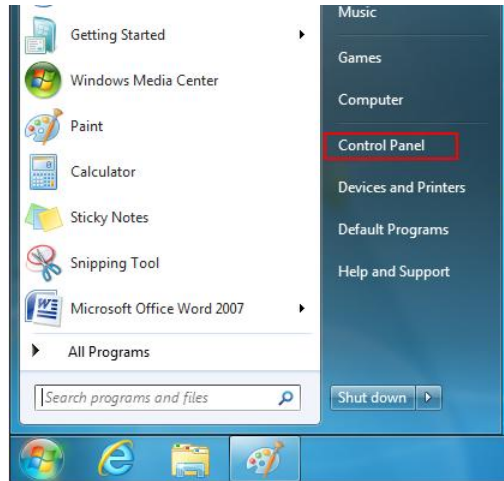 Getting Started
Windows Media Center
Paint
Calculator
Sticky Notes
Snipping Tool
Microsoft Office Word 2007
All Programs
Search programs and files
Music
Games
Computer
Control Panel
Devices and Printers
Default Programs
Help and Support
Shut down